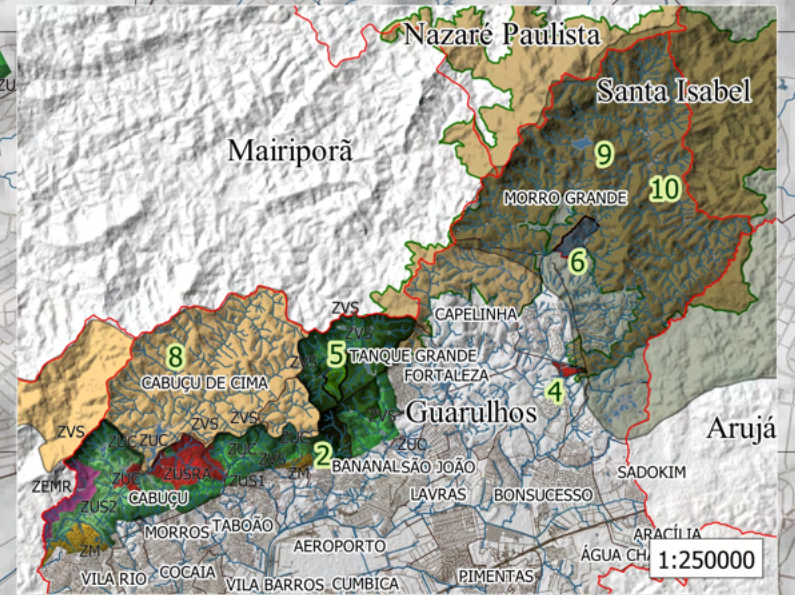 Nazaré Paulista
ZU
Santa Isabel
Mairiporã
9
10
MORRO GRANDE
6
ZVS
CAPELINHA
ZVS
8
ZVS
5
TANQUE GRANDE
CABUÇU DE CIMA
FORTALEZA
4
ZVS
Guarulhos
ZVS
ZVS
ZVS
Arujá
ZUC
ZUC
ZUC
ZUC
ZUC
2
BANANAL
SÃO JOÃO
ZVS
ZM
SADOKIM
ZUC
ZUSRA
ZUS1
ZEMR
CABUÇU
LAVRAS
BONSUCESSO
ZUS2
MORROS
TABOÃO
ARACÍLIA
AEROPORTO
ZM
ÁGUA CHA
1:250000
VILA RIO
COCAIA
VILA BARROS
CUMBICA
PIMENTAS